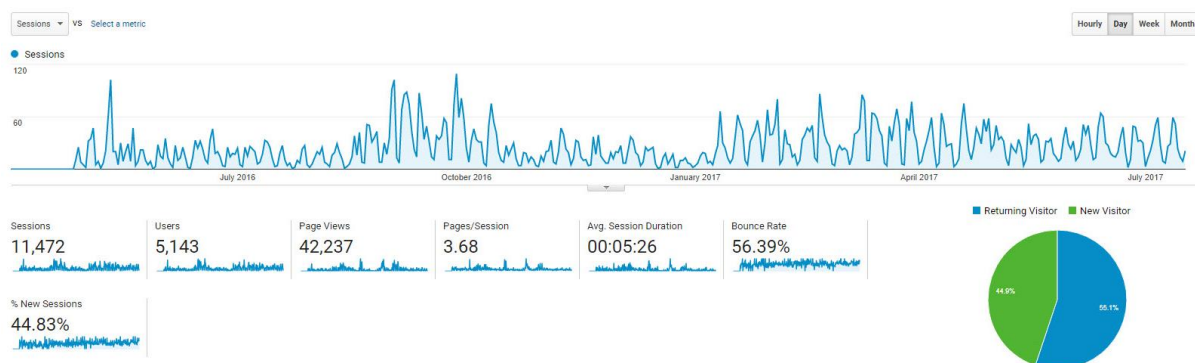 Sessions VS Select a metric
Hourly Day Week Month
Sessions
120
60
July 2016 October 2016 January 2017 April 2017 July 2017
Returning Visitor New Visitor
Sessions Users Page Views Pages/Session Avg. Session Duration Bounce Rate
11,472 5,143 42,237 3.68 00:05:26 56.39%
% New Sessions
44.83%
44.9%
55.1%